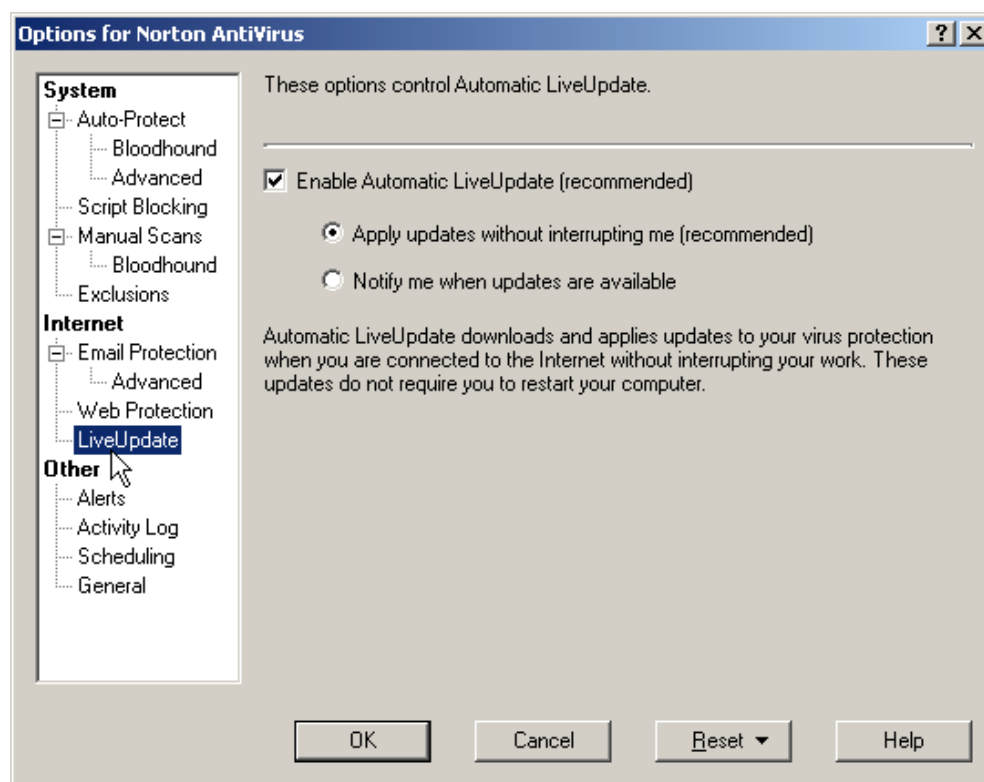 Options for Norton AntiVirus
System
Auto-Protect
Bloodhound
Advanced
Script Blocking
Manual Scans
Bloodhound
Exclusions
Internet
Email Protection
Advanced
Web Protection
LiveUpdate
Other
Alerts
Activity Log
Scheduling
General
These options control Automatic LiveUpdate.
Enable Automatic LiveUpdate (recommended)
Apply updates without interrupting me (recommended)
Notify me when updates are available
Automatic LiveUpdate downloads and applies updates to your virus protection
when you are connected to the Internet without interrupting your work. These
updates do not require you to restart your computer.
OK
Cancel
Reset
Help